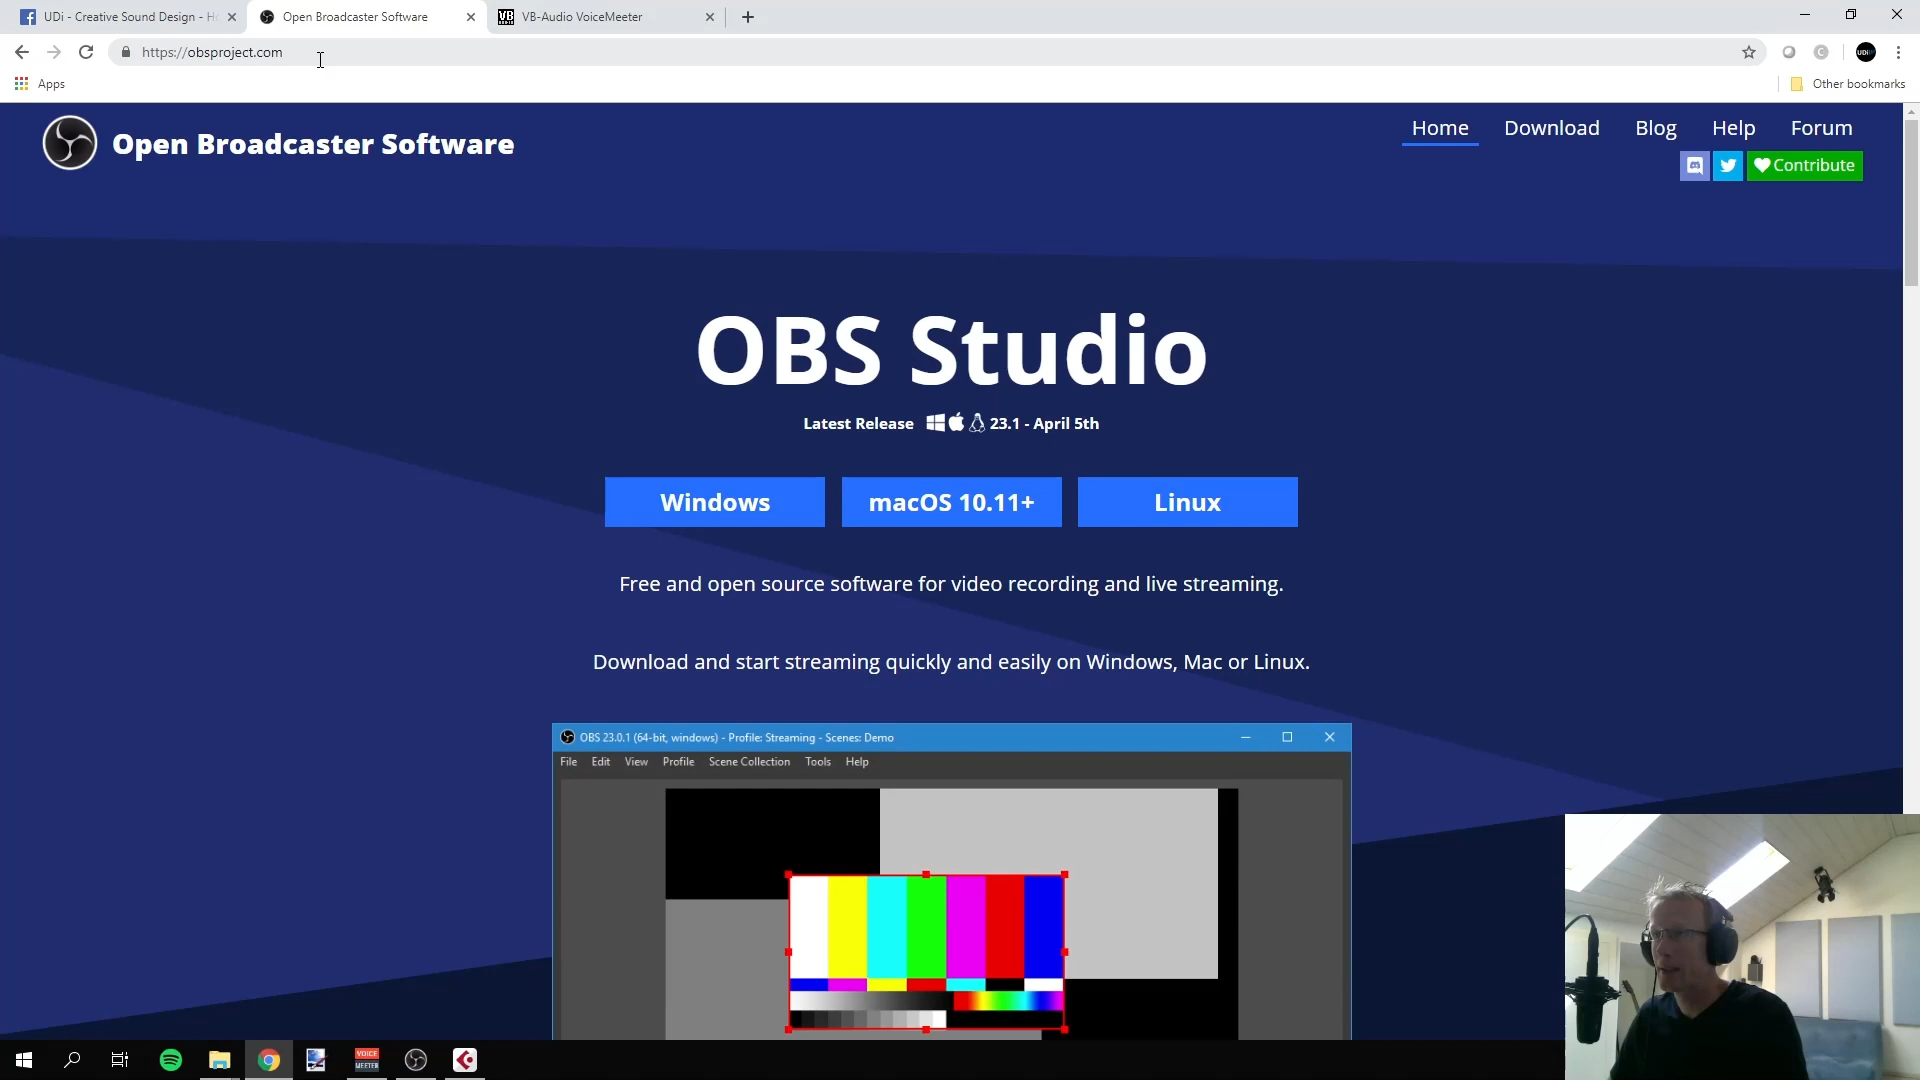 UDi - Creative Sound Design - Ho
Open Broadcaster Software
VB-Audio VoiceMeeter
https://obsproject.com
Apps
Other bookmarks
Open Broadcaster Software
Home
Download
Blog
Help
Forum
Contribute
OBS Studio
Latest Release 23.1 - April 5th
Windows
macOS 10.11+
Linux
Free and open source software for video recording and live streaming.
Download and start streaming quickly and easily on Windows, Mac or Linux.
OBS 23.0.1 (64-bit, windows) - Profile: Streaming - Scenes: Demo
File Edit View Profile Scene Collection Tools Help
VOICE
MEETER